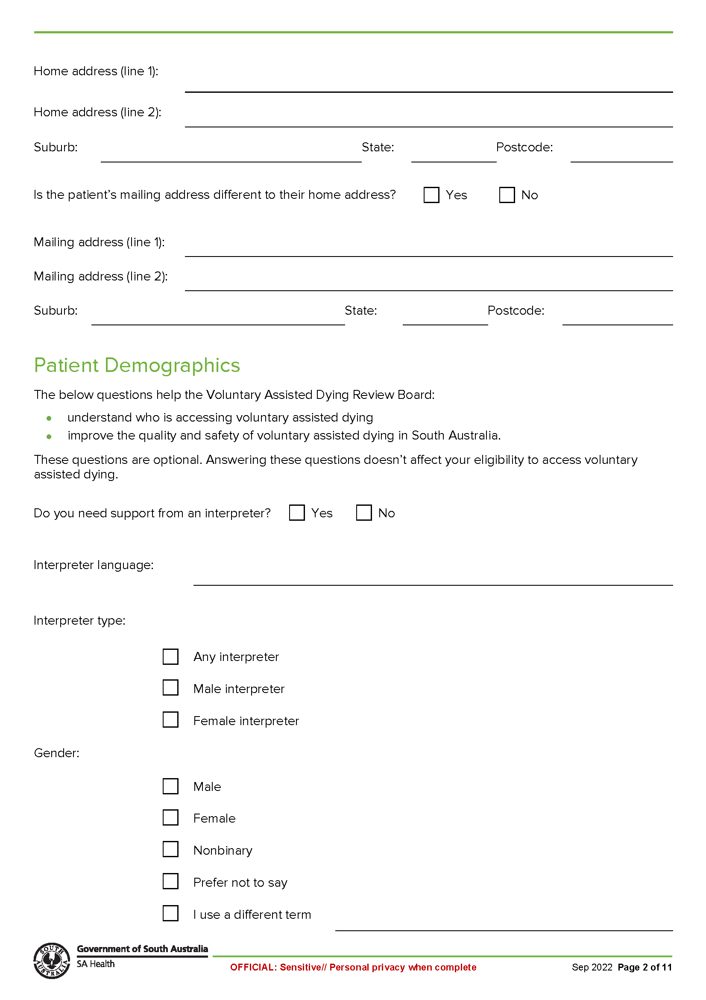 Home address (line 1):
Home address (line 2):
Suburb: State: Postcode:
Is the patient’s mailing address different to their home address? Yes No
Mailing address (line 1):
Mailing address (line 2):
Suburb: State: Postcode:
Patient Demographics
The below questions help the Voluntary Assisted Dying Review Board:
• understand who is accessing voluntary assisted dying
• improve the quality and safety of voluntary assisted dying in South Australia.
These questions are optional. Answering these questions doesn’t affect your eligibility to access voluntary
assisted dying.
Do you need support from an interpreter? Yes No
Interpreter language:
Interpreter type:
Any interpreter
Male interpreter
Female interpreter
Gender:
Male
Female
Nonbinary
Prefer not to say
I use a different term
SOUTH AUSTRALIA
Government of South Australia
SA Health
OFFICIAL: Sensitive// Personal privacy when complete
Sep 2022 Page 2 of 11